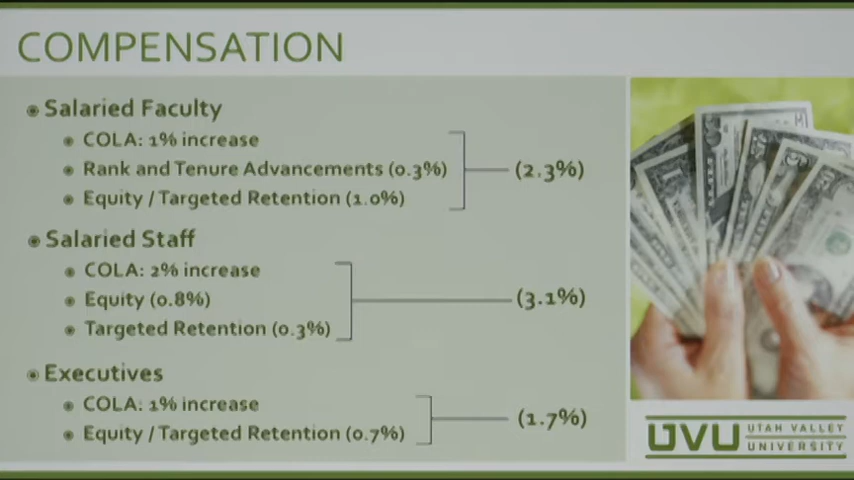 COMPENSATION
Salaried Faculty
COLA: 1% increase
Rank and Tenure Advancements (0.3%)
(2.3%)
Equity / Targeted Retention (1.0%)
Salaried Staff
COLA: 2% increase
Equity (0.8%)
(3.1%)
Targeted Retention (0.3%)
Executives
COLA: 1% increase
(1.7%)
Equity / Targeted Retention (0.7%)
UVU UTAH VALLEY
UNIVERSITY